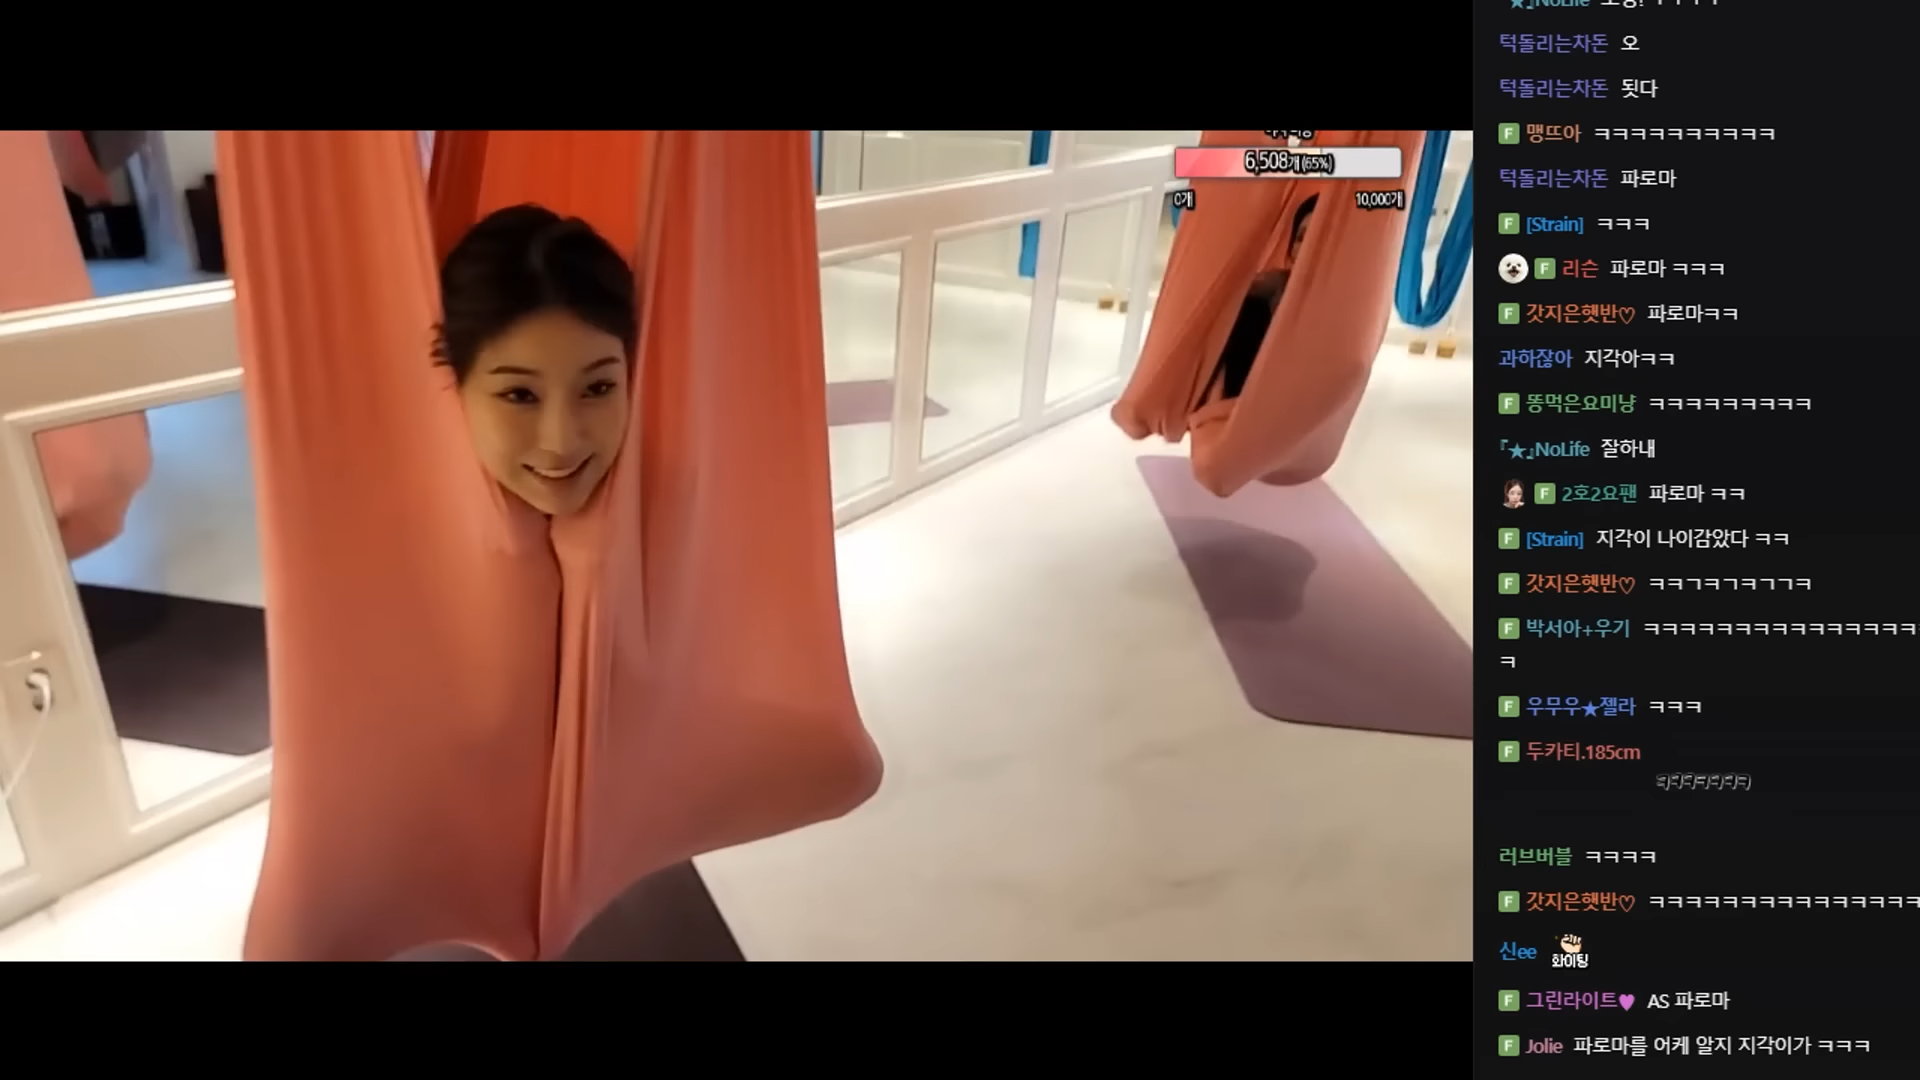 6,508개(65%)
0개 10,000개
『★』NoLife
턱돌리는차돈 오
턱돌리는차돈 됫다
F 맹뜨아 ㅋㅋㅋㅋㅋㅋㅋㅋㅋㅋ
턱돌리는차돈 파로마
F [Strain] ㅋㅋㅋ
F 리슨 파로마 ㅋㅋㅋ
F 갓지은햇반♡ 파로마ㅋㅋ
과하잖아 지각아ㅋㅋ
F 똥먹은요미냥 ㅋㅋㅋㅋㅋㅋㅋㅋㅋ
『★』NoLife 잘하내
F 2호2요팬 파로마 ㅋㅋ
F [Strain] 지각이 나이감았다 ㅋㅋ
F 갓지은햇반♡ ㅋㅋㄱㅋㄱㅋㄱㄱㅋ
F 박서아+우기 ㅋㅋㅋㅋㅋㅋㅋㅋㅋㅋㅋㅋㅋㅋㅋ
ㅋ
F 우무우★젤라 ㅋㅋㅋ
F 두카티.185cm
ㅋㅋㅋㅋㅋㅋㅋ
러브버블 ㅋㅋㅋㅋ
F 갓지은햇반♡ ㅋㅋㅋㅋㅋㅋㅋㅋㅋㅋㅋㅋㅋㅋㅋ
신ee 화이팅
F 그린라이트♥ AS 파로마
F Jolie 파로마를 어케 알지 지각이가 ㅋㅋㅋ